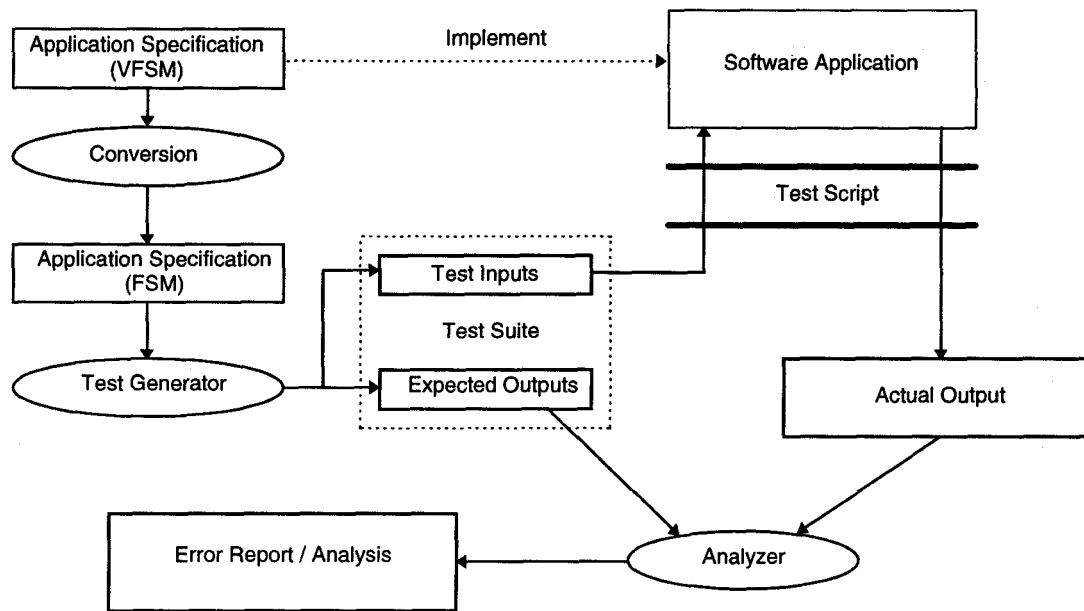 Application Specification
(VFSM)
Implement
Software Application
Conversion
Test Script
Application Specification
(FSM)
Test Inputs
Test Suite
Test Generator
Expected Outputs
Actual Output
Error Report / Analysis
Analyzer